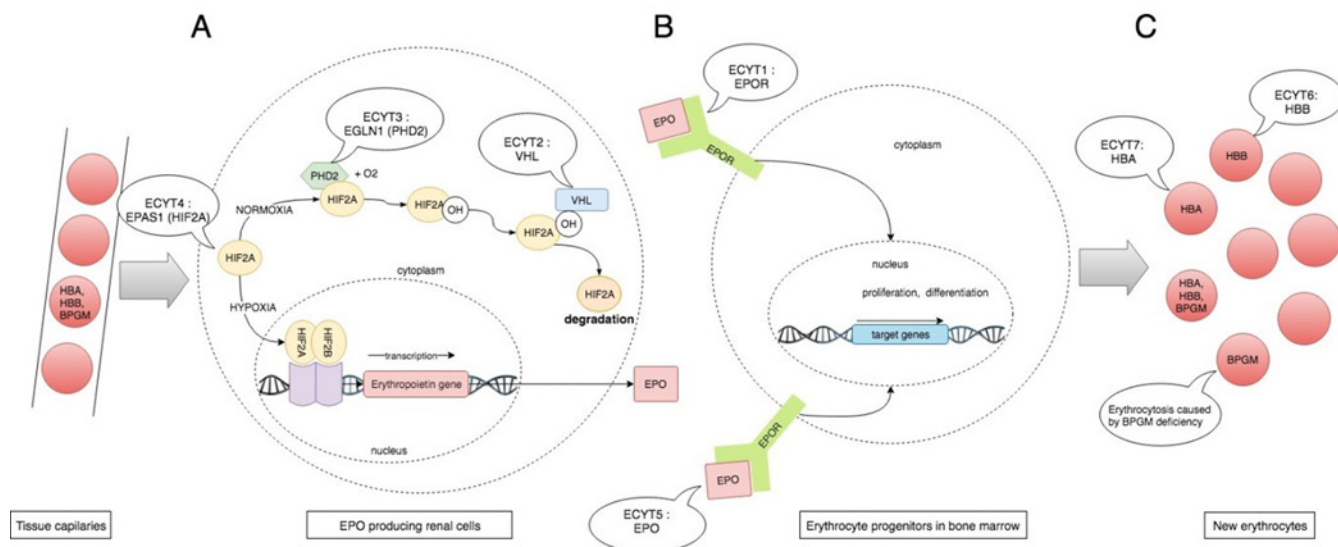 A
B
C
ECYT4 :
EPAS1 (HIF2A)
HBA,
HBB,
BPGM
ECYT3 :
EGLN1 (PHD2)
ECYT2 :
VHL
PHD2
+ O2
HIF2A
NORMOXIA
HIF2A
OH
HIF2A
OH
VHL
HIF2A
HYPOXIA
cytoplasm
HIF2A
degradation
HIF2A
HIF2B
transcription
Erythropoietin gene
EPO
nucleus
ECYT1 :
EPOR
EPO
EPOR
cytoplasm
nucleus
proliferation, differentiation
target genes
EPOR
EPO
ECYT5 :
EPO
ECYT6:
HBB
ECYT7:
HBA
HBB
HBA
HBA,
HBB,
BPGM
BPGM
Erythrocytosis caused
by BPGM deficiency
Tissue capilaries
EPO producing renal cells
Erythrocyte progenitors in bone marrow
New erythrocytes